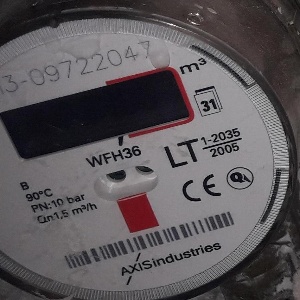 13-09722047
m³
31
WFH36
LT 1-2035
2005
B
90°C
PN:10 bar
Qn1,5 m³/h
CE
AXISindustries